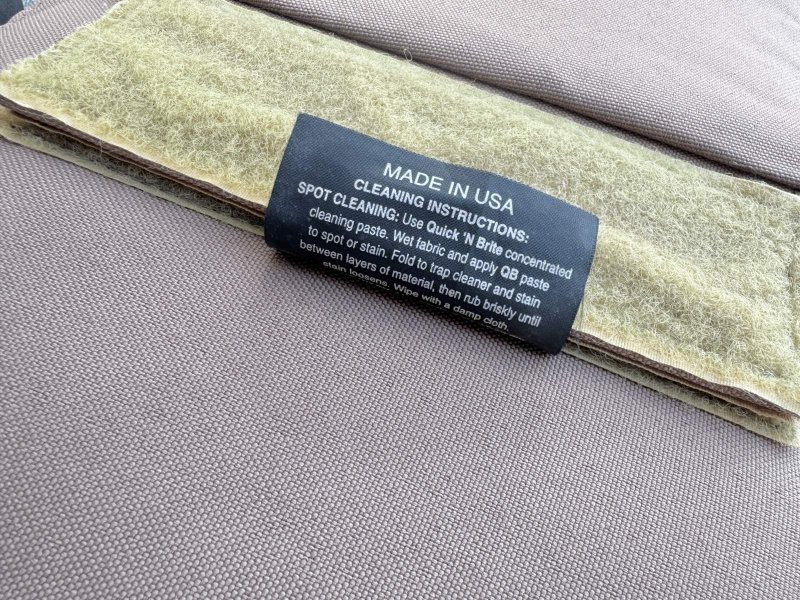 MADE IN USA
CLEANING INSTRUCTIONS:
SPOT CLEANING: Use Quick 'N Brite concentrated
cleaning paste. Wet fabric and apply QB paste
to spot or stain. Fold to trap cleaner and stain
between layers of material, then rub briskly until
stain loosens. Wipe with a damp cloth.